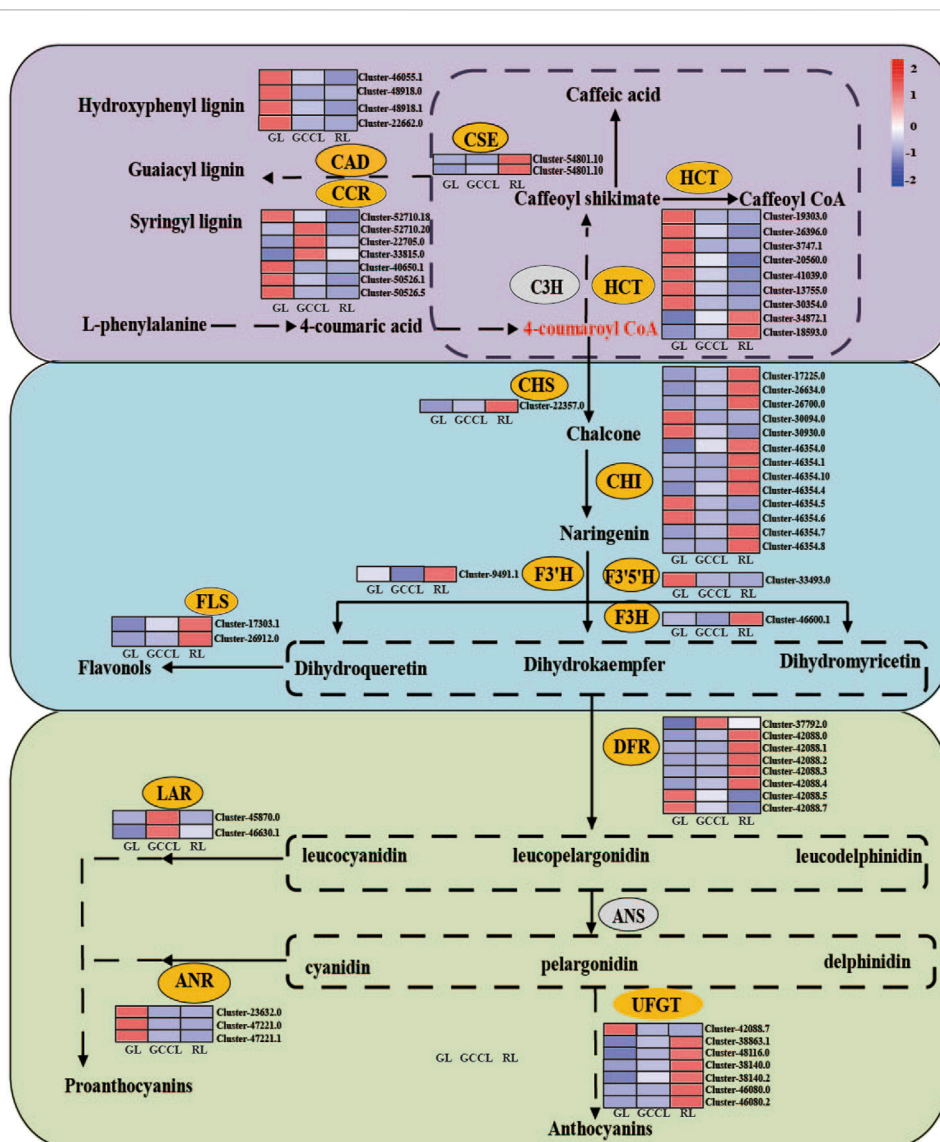 Hydroxyphenyl lignin
Cluster-46055.1
Cluster-48918.0
Cluster-48918.1
Cluster-22662.0
GL GCCL RL
Guaiacyl lignin
CAD
CCR
Syringyl lignin
Cluster-52710.18
Cluster-52710.20
Cluster-22705.0
Cluster-33815.0
Cluster-40650.1
Cluster-50526.1
Cluster-50526.5
GL GCCL RL
CSE
Cluster-54801.10
Cluster-54801.10
GL GCCL RL
Caffeic acid
2
1
0
-1
-2
HCT
Caffeoyl shikimate
Caffeoyl CoA
Cluster-19303.0
Cluster-26396.0
Cluster-3747.1
Cluster-20560.0
Cluster-41039.0
Cluster-13755.0
Cluster-30354.0
Cluster-34872.1
Cluster-18593.0
GL GCCL RL
C3H
HCT
L-phenylalanine
4-coumaric acid
4-coumaroyl CoA
CHS
Cluster-22357.0
GL GCCL RL
Chalcone
Cluster-17225.0
Cluster-26634.0
Cluster-26700.0
Cluster-30094.0
Cluster-30930.0
Cluster-46354.0
Cluster-46354.1
Cluster-46354.10
Cluster-46354.4
Cluster-46354.5
Cluster-46354.6
Cluster-46354.7
Cluster-46354.8
GL GCCL RL
CHI
Naringenin
Cluster-9491.1
GL GCCL RL
F3'H
F3'5'H
Cluster-33493.0
GL GCCL RL
F3H
Cluster-46600.1
GL GCCL RL
FLS
Cluster-17303.1
Cluster-26912.0
GL GCCL RL
Flavonols
Dihydroqueretin
Dihydrokaempfer
Dihydromyricetin
DFR
Cluster-37792.0
Cluster-42088.0
Cluster-42088.1
Cluster-42088.2
Cluster-42088.3
Cluster-42088.4
Cluster-42088.5
Cluster-42088.7
GL GCCL RL
LAR
Cluster-45870.0
Cluster-46630.1
GL GCCL RL
leucocyanidin
leucopelargonidin
leucodelphinidin
ANS
cyanidin
pelargonidin
delphinidin
ANR
Cluster-23632.0
Cluster-47221.0
Cluster-47221.1
GL GCCL RL
UFGT
Cluster-42088.7
Cluster-38863.1
Cluster-48116.0
Cluster-38140.0
Cluster-38140.2
Cluster-46080.0
Cluster-46080.2
GL GCCL RL
GL GCCL RL
Proanthocyanins
Anthocyanins